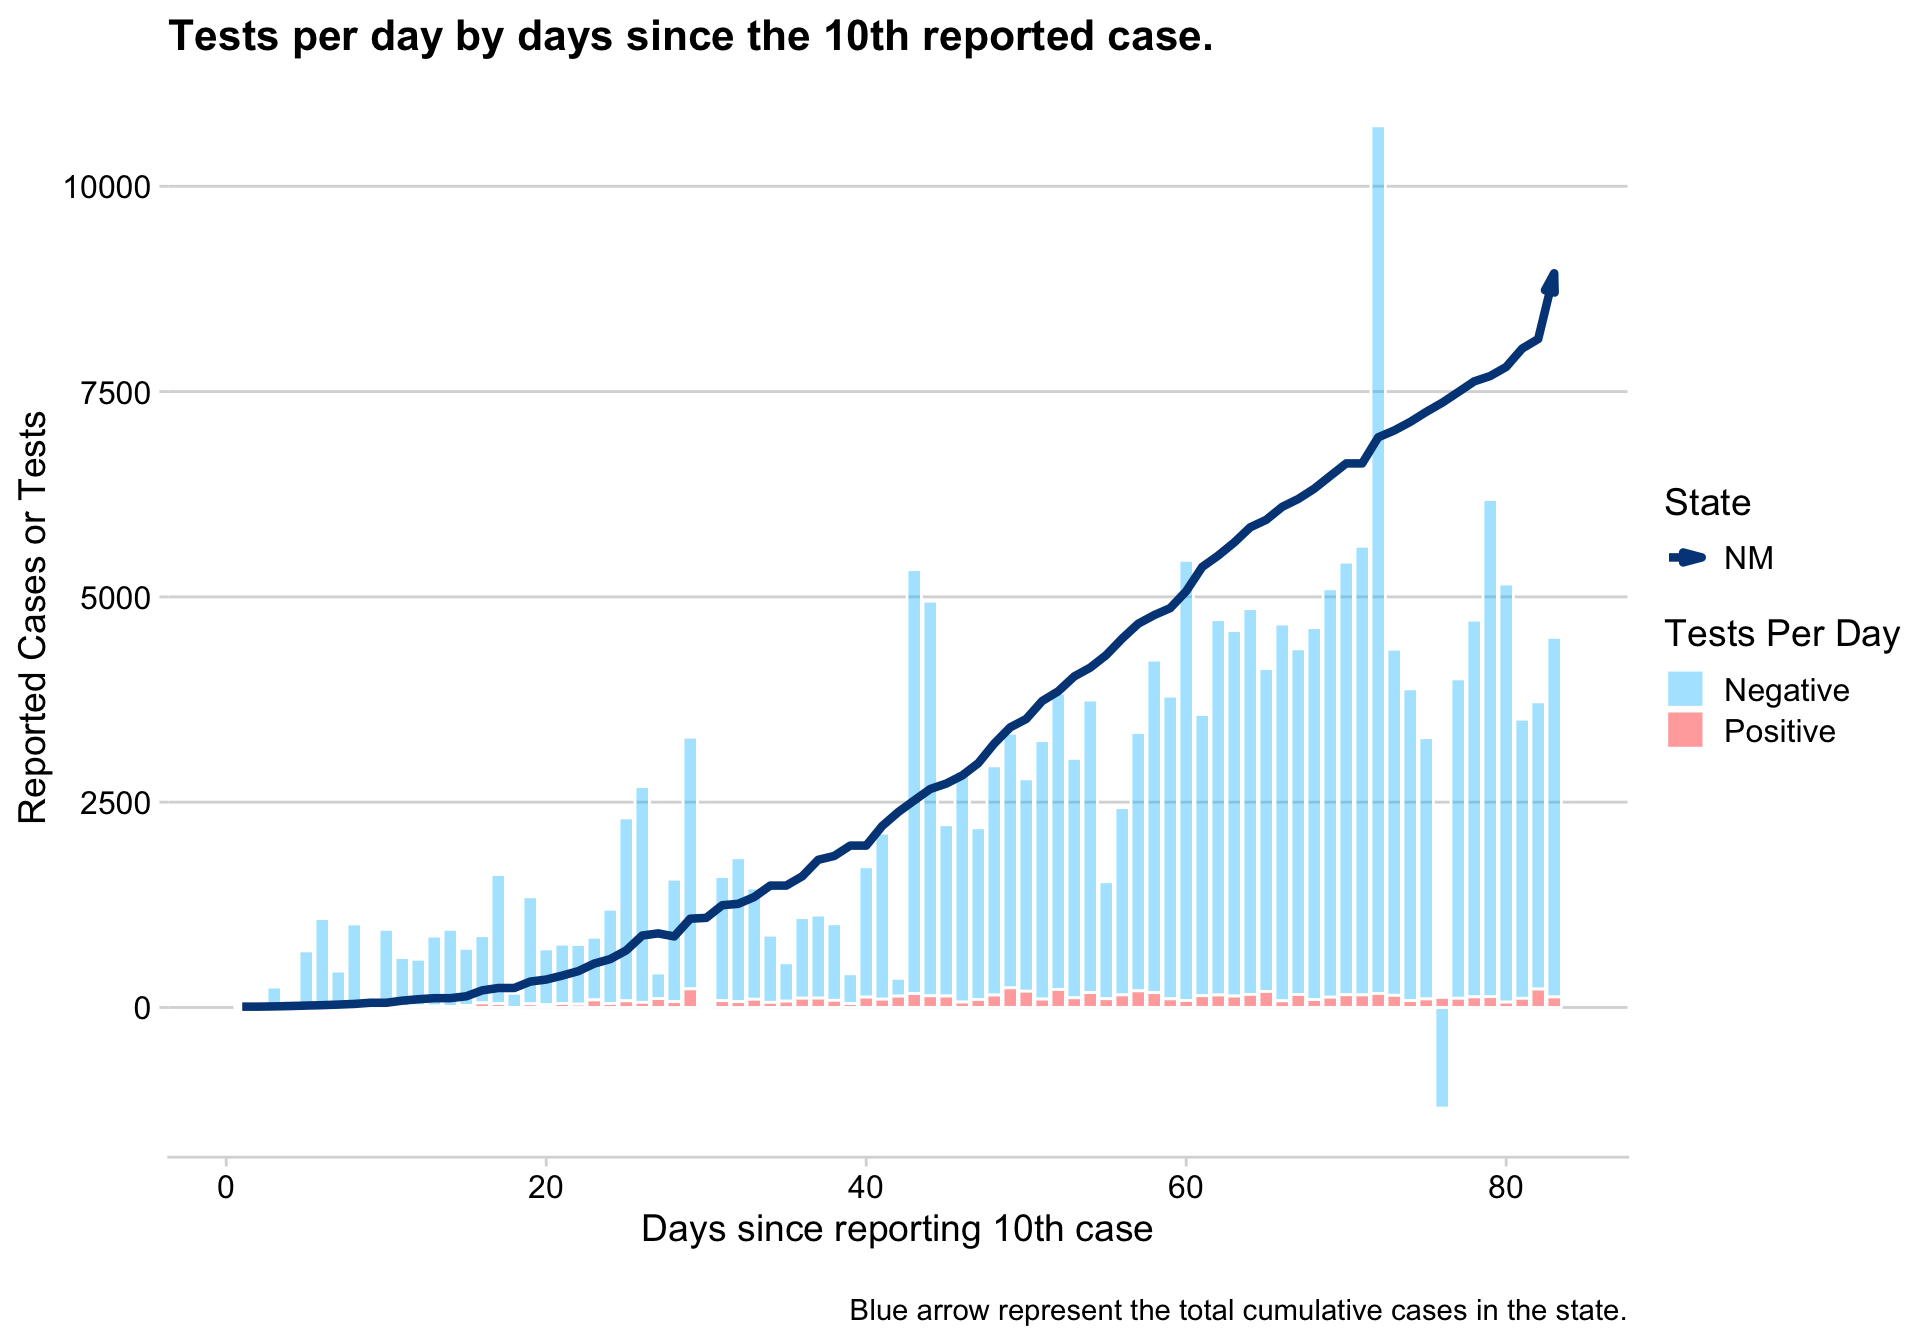 Tests per day by days since the 10th reported case.
10000
7500
5000
2500
0
Reported Cases or Tests
0
20
40
60
80
Days since reporting 10th case
State
NM
Tests Per Day
Negative
Positive
Blue arrow represent the total cumulative cases in the state.